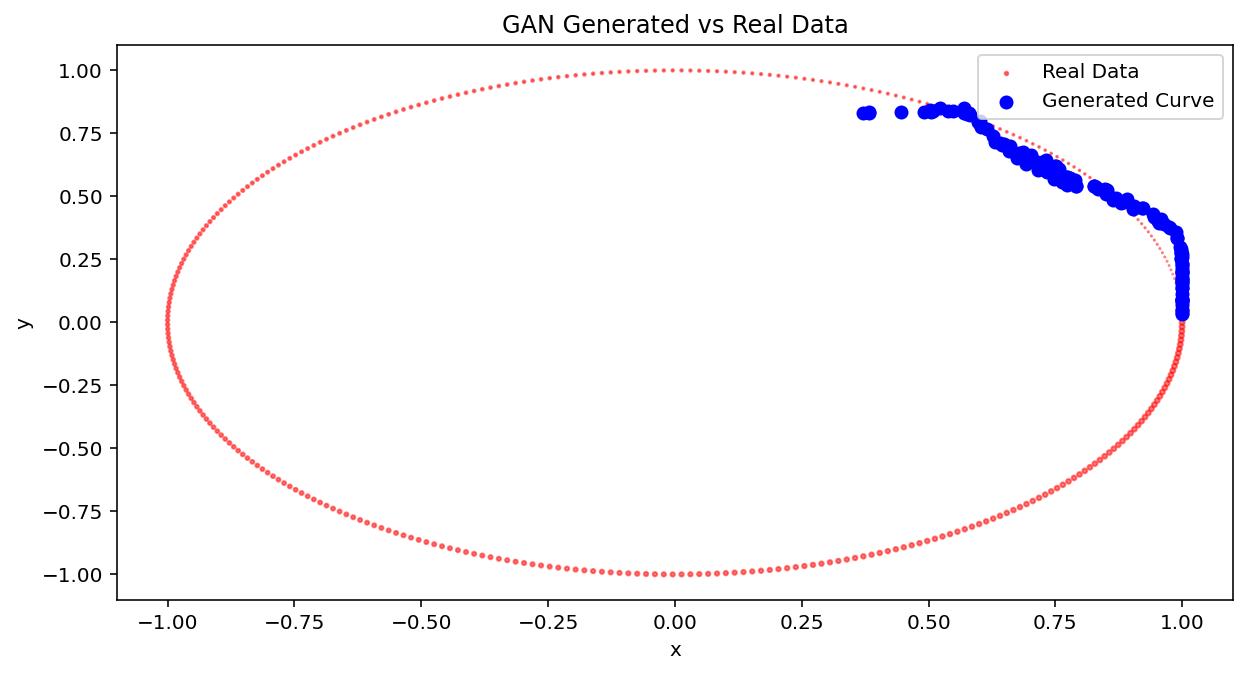 GAN Generated vs Real Data
Real Data
Generated Curve
1.00
0.75
0.50
0.25
0.00
−0.25
−0.50
−0.75
−1.00
y
−1.00 −0.75 −0.50 −0.25 0.00 0.25 0.50 0.75 1.00
x